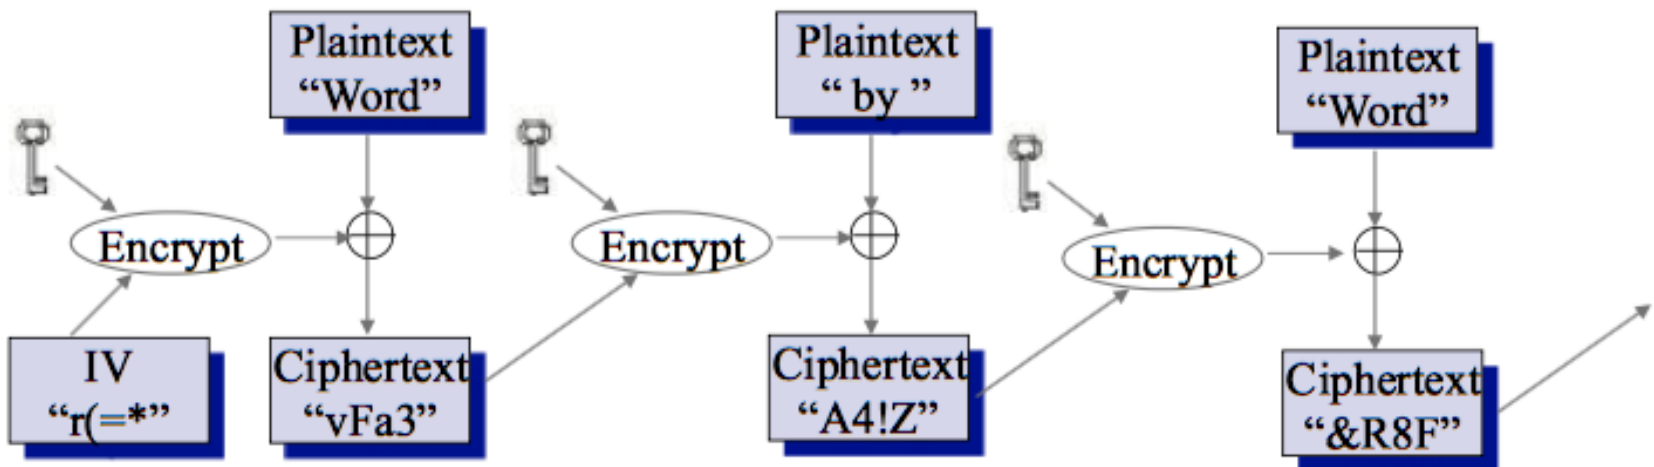 Plaintext
“Word”
Plaintext
“ by ”
Plaintext
“Word”
Encrypt
Encrypt
Encrypt
IV
“r(=*”
Ciphertext
“vFa3”
Ciphertext
“A4!Z”
Ciphertext
“&R8F”